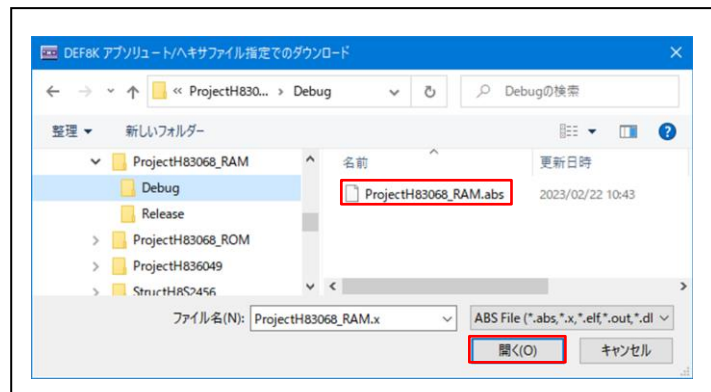 DEF8K アブソリュート/ヘキサファイル指定でのダウンロード
« ProjectH830... › Debug
Debugの検索
整理 新しいフォルダー
ProjectH83068_RAM
Debug
Release
ProjectH83068_ROM
ProjectH836049
StructH8S2456
名前 更新日時
ProjectH83068_RAM.abs 2023/02/22 10:43
ファイル名(N): ProjectH83068_RAM.x ABS File (*.abs,*.x,*.elf,*.out,*.dl
開く(O) キャンセル